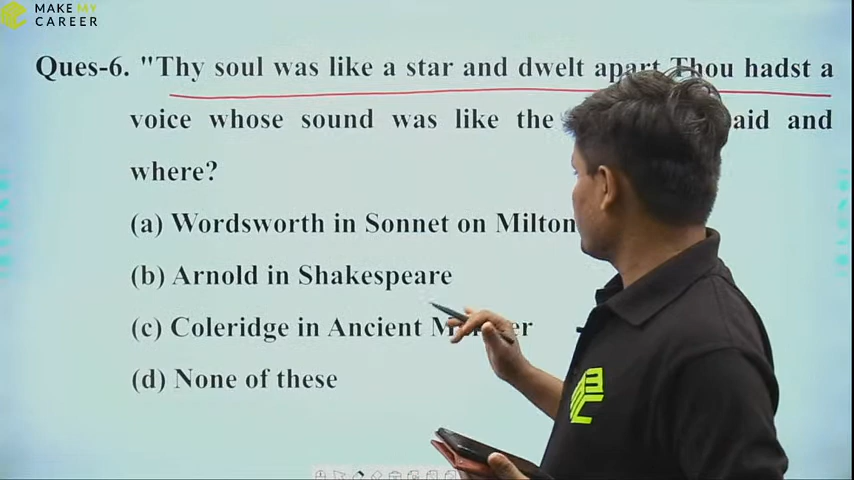 MAKE MY
CAREER
Ques-6. "Thy soul was like a star and dwelt apart Thou hadst a
voice whose sound was like the aid and
where?
(a) Wordsworth in Sonnet on Milton
(b) Arnold in Shakespeare
(c) Coleridge in Ancient
(d) None of these